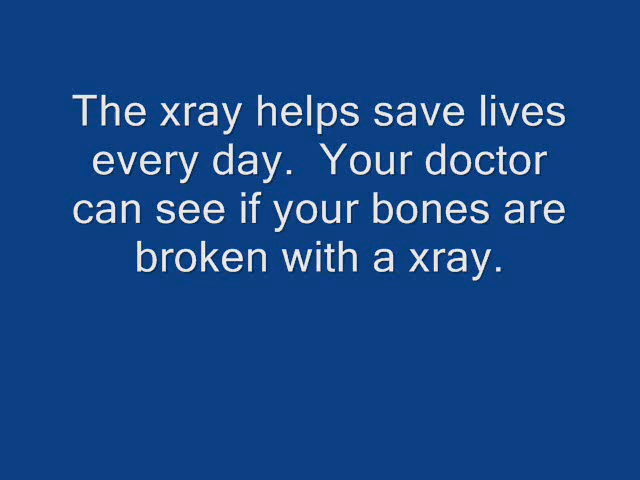 The xray helps save lives
every day.  Your doctor
can see if your bones are
broken with a xray.